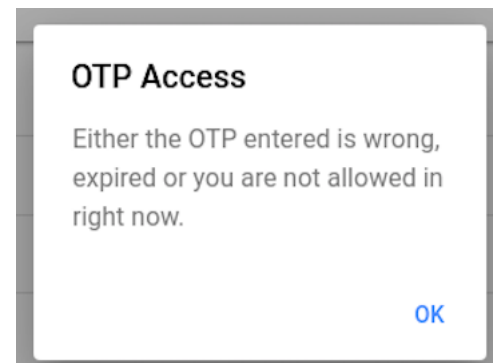 OTP Access
Either the OTP entered is wrong,
expired or you are not allowed in
right now.
OK